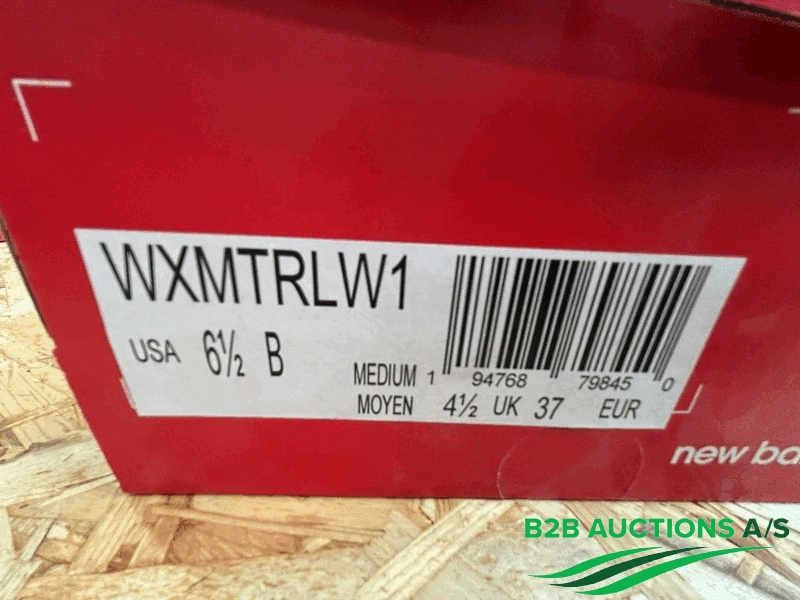 WXMTRLW1
USA 6½ B
MEDIUM 1 94768 79845 0
MOYEN 4½ UK 37 EUR
new ba
B2B AUCTIONS A/S